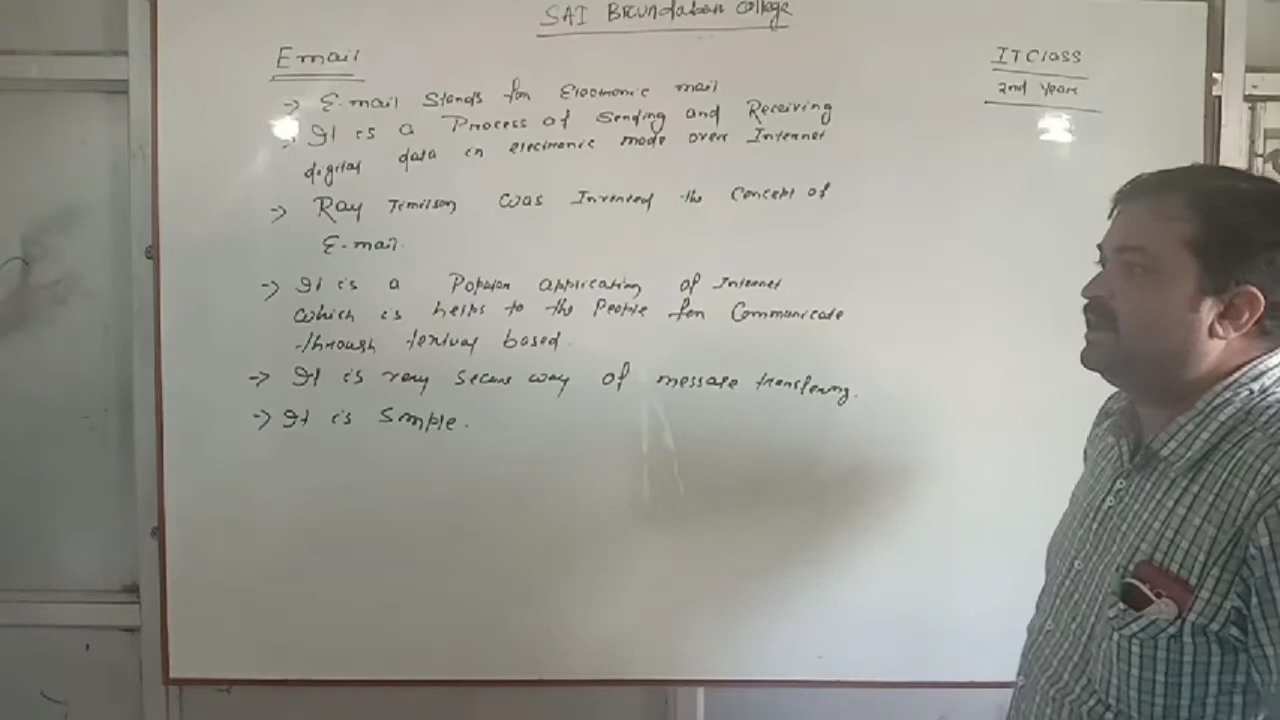 SAI Brundaban College
Email
IT Class
2nd Year
-> E-mail Stands for Electronic mail
-> It is a Process of Sending and Receiving
digital data in electronic mode over Internet
-> Ray Timilson was Invented the Concept of
E-mail.
-> It is a Popular application of Internet
which is helps to the People for Communicate
through textual based.
-> It is very Secure way of message transfering.
-> It is Simple.